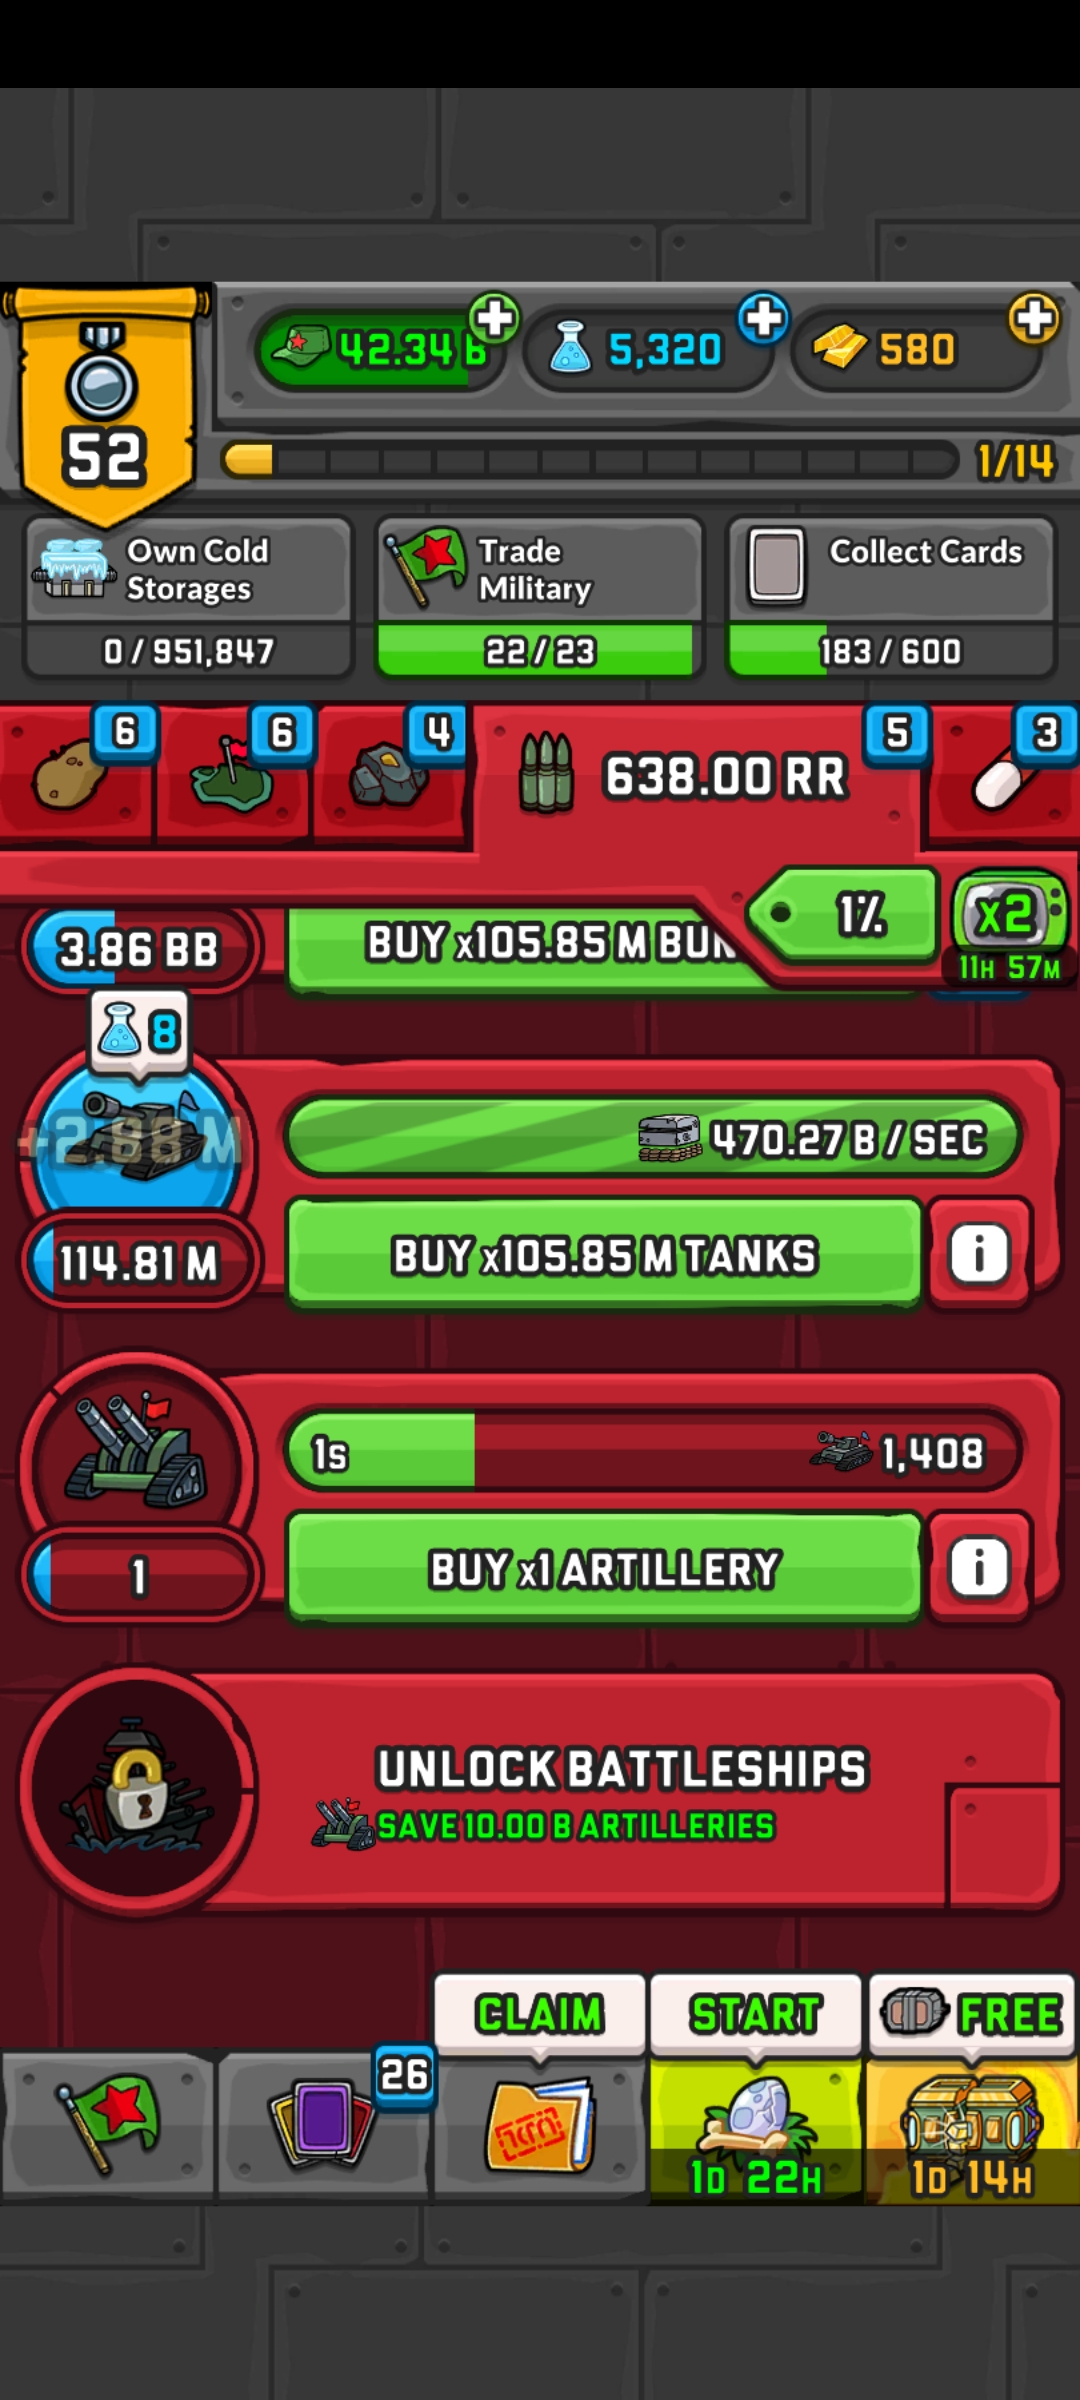 42.34 B
5,320
580
52
1/14
Own Cold
Storages
Trade
Military
Collect Cards
0 / 951,847
22 / 23
183 / 600
6
6
4
638.00 RR
5
3
1%
x2
11H 57M
3.86 BB
BUY x105.85 M BUN
8
+2.88 M
470.27 B / SEC
114.81 M
BUY x105.85 M TANKS
i
1s
1,408
1
BUY x1 ARTILLERY
i
UNLOCK BATTLESHIPS
SAVE 10.00 B ARTILLERIES
CLAIM
START
FREE
26
1D 22H
1D 14H